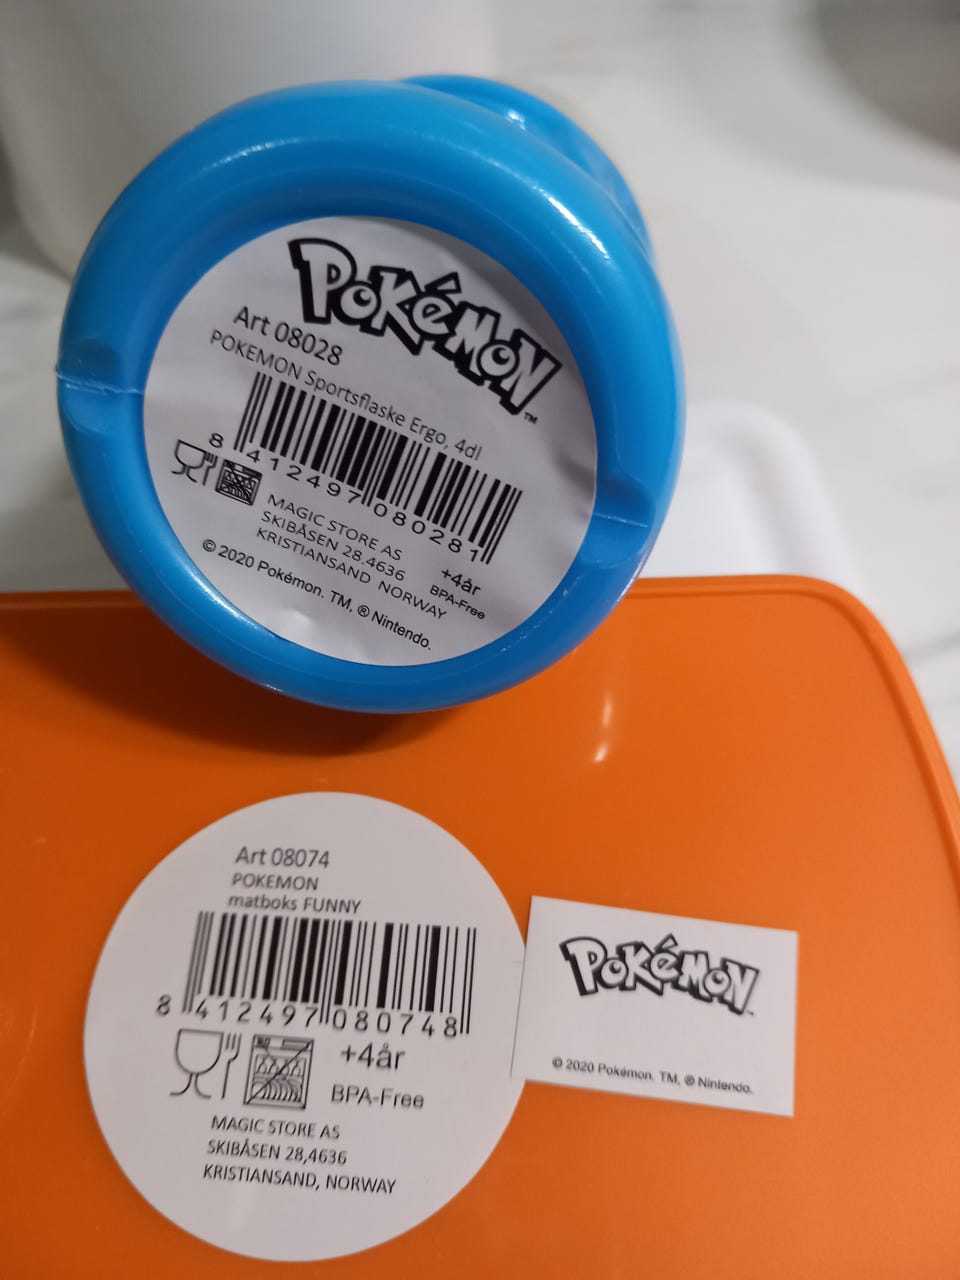 POKÉMON
TM
Art 08028
POKEMON Sportsflaske Ergo, 4dl
8 412497 080281
MAGIC STORE AS
SKIBÅSEN 28.4636
KRISTIANSAND NORWAY
+4år
BPA-Free
© 2020 Pokémon. TM, ® Nintendo.
Art 08074
POKEMON
matboks FUNNY
8 412497 080748
+4år
BPA-Free
MAGIC STORE AS
SKIBÅSEN 28,4636
KRISTIANSAND, NORWAY
POKÉMON
© 2020 Pokémon. TM, ® Nintendo.